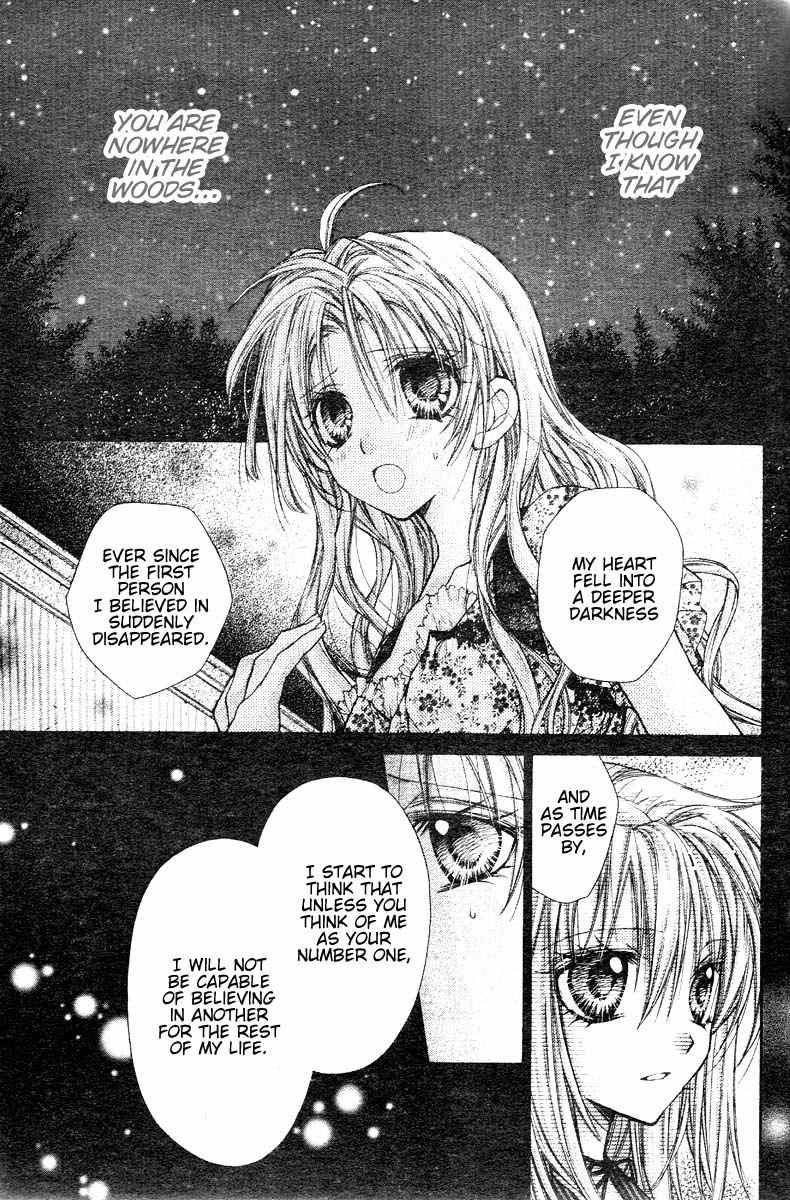 EVEN
THOUGH
I KNOW
THAT
YOU ARE
NOWHERE
IN THE
WOODS...
MY HEART
FELL INTO
A DEEPER
DARKNESS
EVER SINCE
THE FIRST
PERSON
I BELIEVED IN
SUDDENLY
DISAPPEARED.
AND
AS TIME
PASSES
BY,
I START TO
THINK THAT
UNLESS YOU
THINK OF ME
AS YOUR
NUMBER ONE,
I WILL NOT
BE CAPABLE
OF BELIEVING
IN ANOTHER
FOR THE REST
OF MY LIFE.